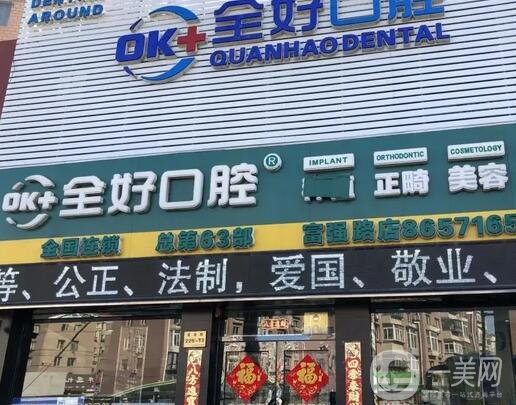 DENT
AROUND
OK+ 全好口腔
QUANHAO DENTAL
OK+ 全好口腔®
IMPLANT
ORTHODONTIC 正畸
COSMETOLOGY 美容
全国连锁 总第63部 富强路店8657165
等、公正、法制，爱国、敬业、
福
福
一美网